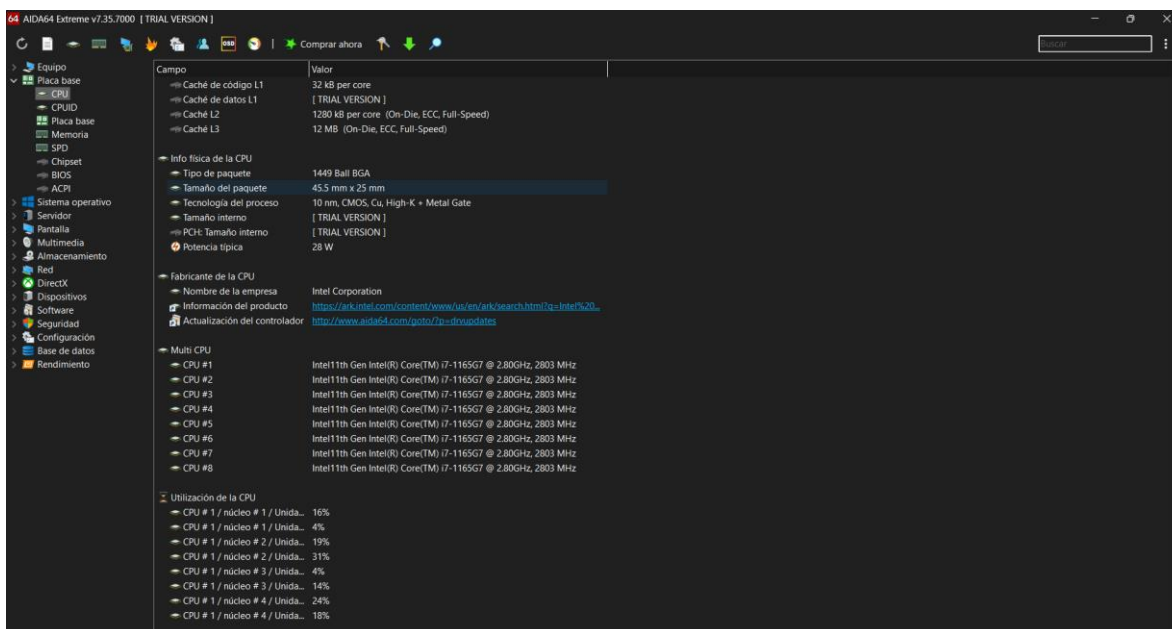 64 AIDA64 Extreme v7.35.7000 [ TRIAL VERSION ]
OSD Comprar ahora Buscar
Equipo
Placa base
CPU
CPUID
Placa base
Memoria
SPD
Chipset
BIOS
ACPI
Sistema operativo
Servidor
Pantalla
Multimedia
Almacenamiento
Red
DirectX
Dispositivos
Software
Seguridad
Configuración
Base de datos
Rendimiento
Campo Valor
Caché de código L1 32 kB per core
Caché de datos L1 [ TRIAL VERSION ]
Caché L2 1280 kB per core (On-Die, ECC, Full-Speed)
Caché L3 12 MB (On-Die, ECC, Full-Speed)
Info física de la CPU
Tipo de paquete 1449 Ball BGA
Tamaño del paquete 45.5 mm x 25 mm
Tecnología del proceso 10 nm, CMOS, Cu, High-K + Metal Gate
Tamaño interno [ TRIAL VERSION ]
PCH: Tamaño interno [ TRIAL VERSION ]
Potencia típica 28 W
Fabricante de la CPU
Nombre de la empresa Intel Corporation
Información del producto https://ark.intel.com/content/www/us/en/ark/search.html?q=Intel%20...
Actualización del controlador http://www.aida64.com/goto/?p=drvupdates
Multi CPU
CPU #1 Intel11th Gen Intel(R) Core(TM) i7-1165G7 @ 2.80GHz, 2803 MHz
CPU #2 Intel11th Gen Intel(R) Core(TM) i7-1165G7 @ 2.80GHz, 2803 MHz
CPU #3 Intel11th Gen Intel(R) Core(TM) i7-1165G7 @ 2.80GHz, 2803 MHz
CPU #4 Intel11th Gen Intel(R) Core(TM) i7-1165G7 @ 2.80GHz, 2803 MHz
CPU #5 Intel11th Gen Intel(R) Core(TM) i7-1165G7 @ 2.80GHz, 2803 MHz
CPU #6 Intel11th Gen Intel(R) Core(TM) i7-1165G7 @ 2.80GHz, 2803 MHz
CPU #7 Intel11th Gen Intel(R) Core(TM) i7-1165G7 @ 2.80GHz, 2803 MHz
CPU #8 Intel11th Gen Intel(R) Core(TM) i7-1165G7 @ 2.80GHz, 2803 MHz
Utilización de la CPU
CPU # 1 / núcleo # 1 / Unida... 16%
CPU # 1 / núcleo # 1 / Unida... 4%
CPU # 1 / núcleo # 2 / Unida... 19%
CPU # 1 / núcleo # 2 / Unida... 31%
CPU # 1 / núcleo # 3 / Unida... 4%
CPU # 1 / núcleo # 3 / Unida... 14%
CPU # 1 / núcleo # 4 / Unida... 24%
CPU # 1 / núcleo # 4 / Unida... 18%